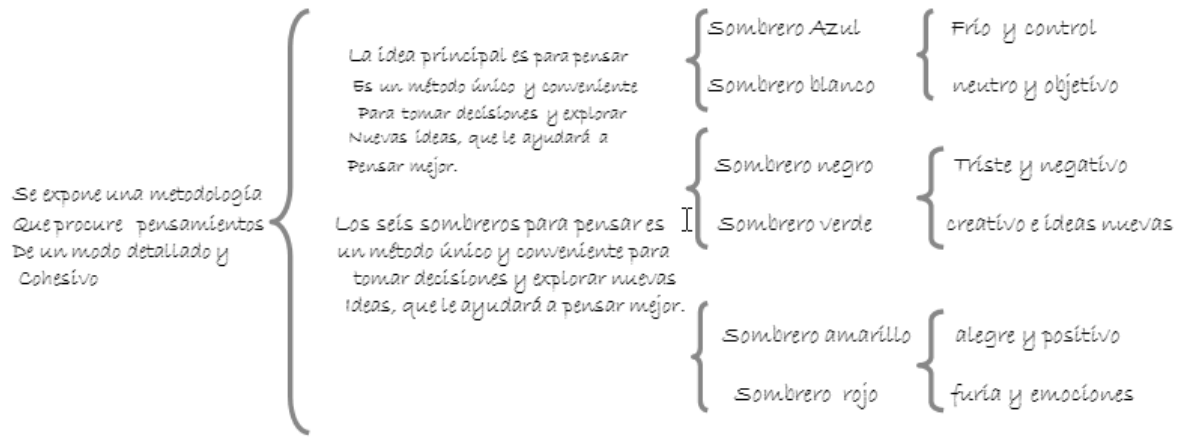 Se expone una metodología
Que procure pensamientos
De un modo detallado y
Cohesivo
La idea principal es para pensar
Es un método único y conveniente
Para tomar decisiones y explorar
Nuevas ideas, que le ayudará a
Pensar mejor.
Los seis sombreros para pensar es
un método único y conveniente para
tomar decisiones y explorar nuevas
Ideas, que le ayudará a pensar mejor.
Sombrero Azul
Sombrero blanco
Frio y control
neutro y objetivo
Sombrero negro
Sombrero verde
Triste y negativo
creativo e ideas nuevas
Sombrero amarillo
Sombrero rojo
alegre y positivo
furia y emociones